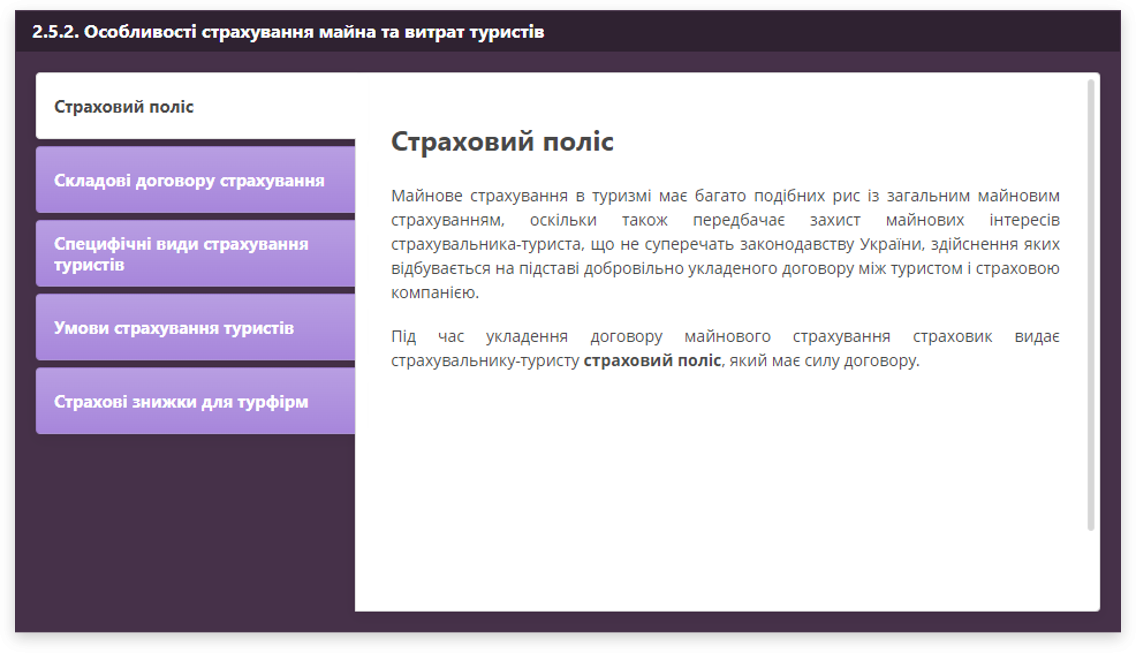 2.5.2. Особливості страхування майна та витрат туристів
Страховий поліс
Складові договору страхування
Специфічні види страхування
туристів
Умови страхування туристів
Страхові знижки для турфірм
Страховий поліс
Майнове страхування в туризмі має багато подібних рис із загальним майновим
страхуванням, оскільки також передбачає захист майнових інтересів
страхувальника-туриста, що не суперечать законодавству України, здійснення яких
відбувається на підставі добровільно укладеного договору між туристом і страховою
компанією.
Під час укладення договору майнового страхування страховик видає
страхувальнику-туристу страховий поліс, який має силу договору.